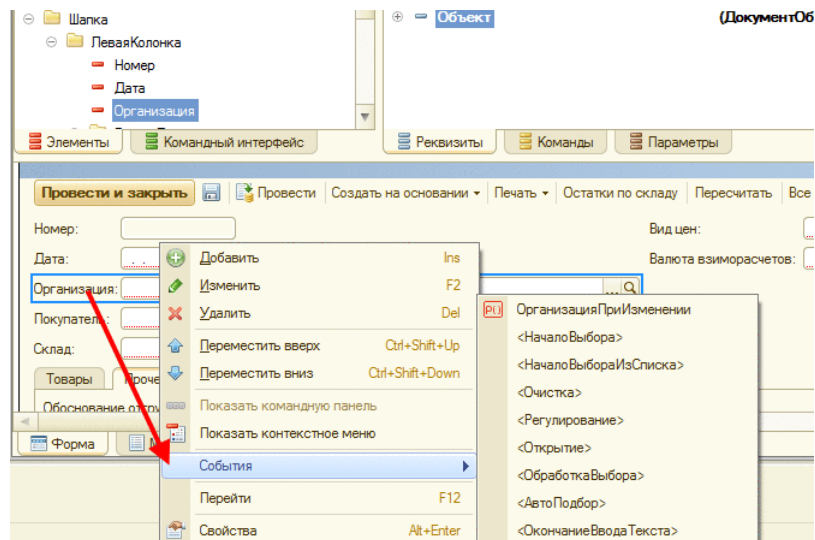 Шапка
ЛеваяКолонка
Номер
Дата
Организация
Объект
(ДокументОб
Элементы
Командный интерфейс
Реквизиты
Команды
Параметры
Провести и закрыть
Провести
Создать на основании
Печать
Остатки по складу
Пересчитать
Все
Номер:
Вид цен:
Дата:
Валюта взиморасчетов:
Организация:
Покупатель:
Склад:
Товары
Проче
Обоснование отгру
Форма
М
Добавить Ins
Изменить F2
Удалить Del
Переместить вверх Ctrl+Shift+Up
Переместить вниз Ctrl+Shift+Down
Показать командную панель
Показать контекстное меню
События
Перейти F12
Свойства Alt+Enter
ОрганизацияПриИзменении
<НачалоВыбора>
<НачалоВыбораИзСписка>
<Очистка>
<Регулирование>
<Открытие>
<ОбработкаВыбора>
<АвтоПодбор>
<ОкончаниеВводаТекста>